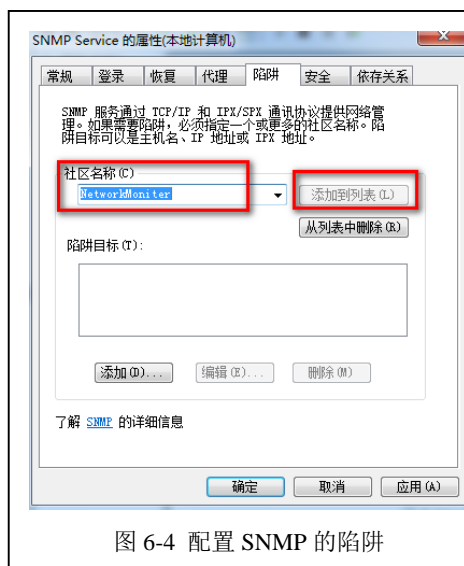 SNMP Service 的属性(本地计算机)
常规 登录 恢复 代理 陷阱 安全 依存关系
SNMP 服务通过 TCP/IP 和 IPX/SPX 通讯协议提供网络管
理。如果需要陷阱，必须指定一个或更多的社区名称。陷
阱目标可以是主机名、IP 地址或 IPX 地址。
社区名称(C)
NetworkMoniter 添加到列表(L)
从列表中删除(R)
陷阱目标(T):
添加(D)... 编辑(E)... 删除(M)
了解 SNMP 的详细信息
确定 取消 应用(A)
图 6-4 配置 SNMP 的陷阱